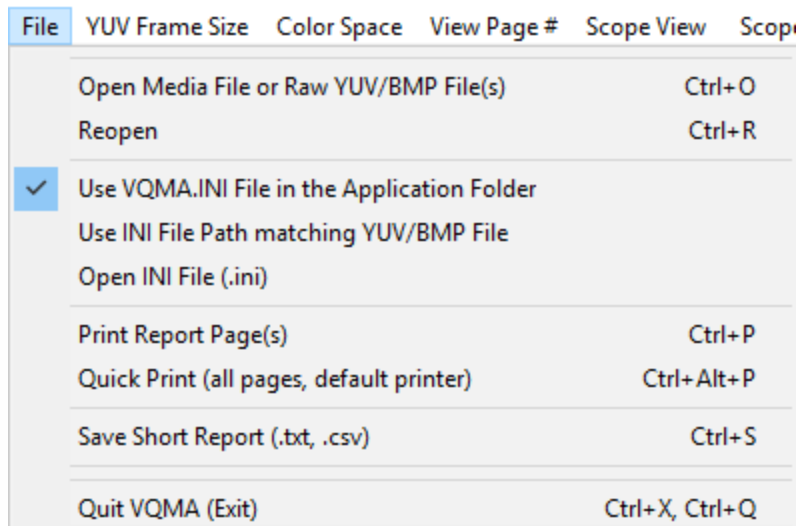 File YUV Frame Size Color Space View Page # Scope View Scope
Open Media File or Raw YUV/BMP File(s) Ctrl+O
Reopen Ctrl+R
Use VQMA.INI File in the Application Folder
Use INI File Path matching YUV/BMP File
Open INI File (.ini)
Print Report Page(s) Ctrl+P
Quick Print (all pages, default printer) Ctrl+Alt+P
Save Short Report (.txt, .csv) Ctrl+S
Quit VQMA (Exit) Ctrl+X, Ctrl+Q